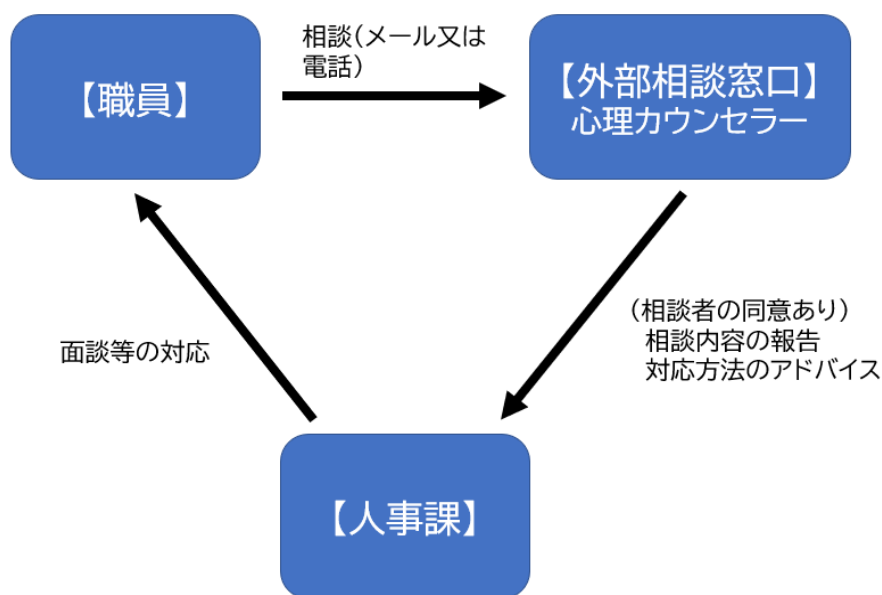 【職員】
相談(メール又は
電話)
【外部相談窓口】
心理カウンセラー
(相談者の同意あり)
相談内容の報告
対応方法のアドバイス
面談等の対応
【人事課】